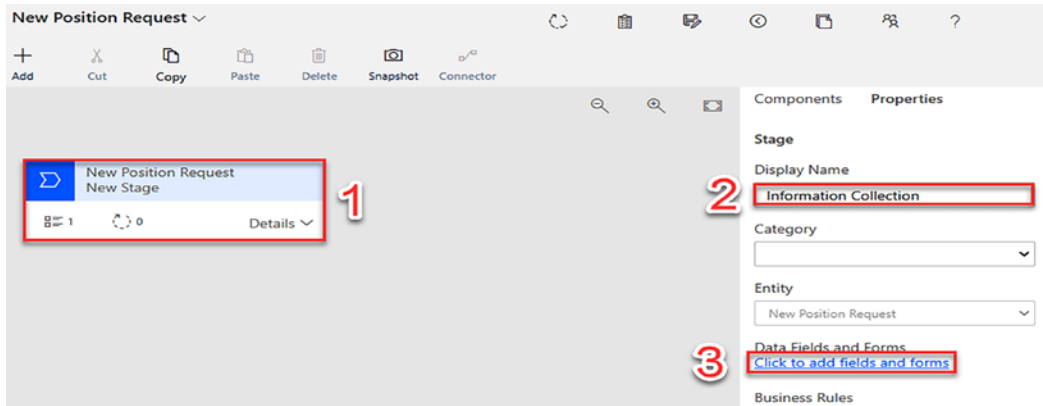 New Position Request
?
Add Cut Copy Paste Delete Snapshot Connector
Components Properties
Stage
Display Name
Information Collection
Category
Entity
New Position Request
Data Fields and Forms
Click to add fields and forms
Business Rules
New Position Request
New Stage
1 0 Details
1
2
3